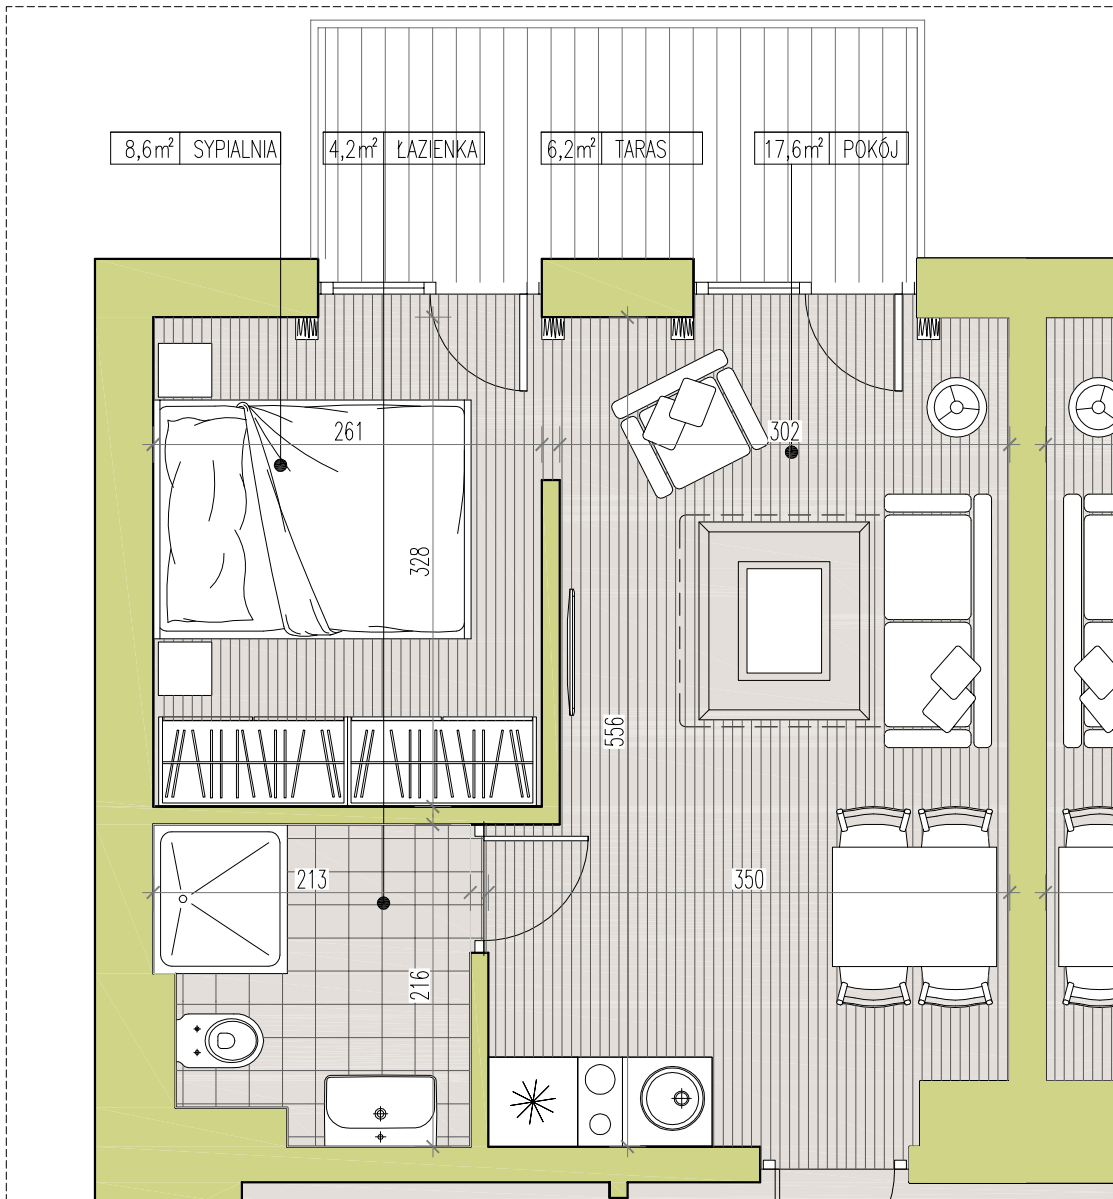 8,6m² SYPIALNIA
4,2m² ŁAZIENKA
6,2m² TARAS
17,6m² POKÓJ
261
302
328
556
213
350
216